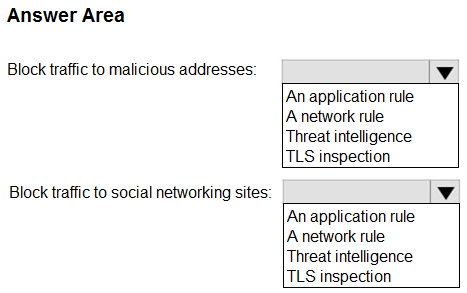 Answer Area
Block traffic to malicious addresses:
An application rule
A network rule
Threat intelligence
TLS inspection
Block traffic to social networking sites:
An application rule
A network rule
Threat intelligence
TLS inspection